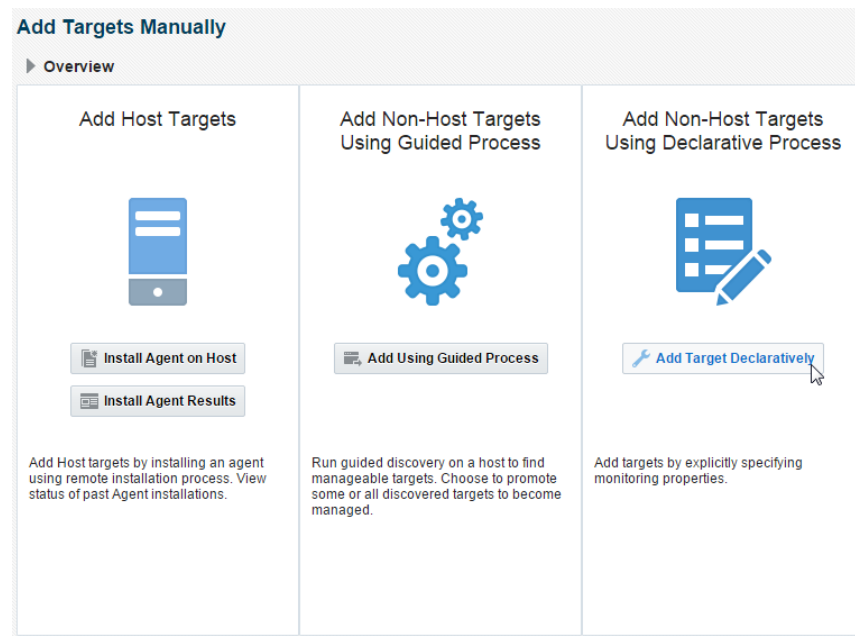 Add Targets Manually
Overview
Add Host Targets
Install Agent on Host
Install Agent Results
Add Host targets by installing an agent
using remote installation process. View
status of past Agent installations.
Add Non-Host Targets
Using Guided Process
Add Using Guided Process
Run guided discovery on a host to find
manageable targets. Choose to promote
some or all discovered targets to become
managed.
Add Non-Host Targets
Using Declarative Process
Add Target Declaratively
Add targets by explicitly specifying
monitoring properties.